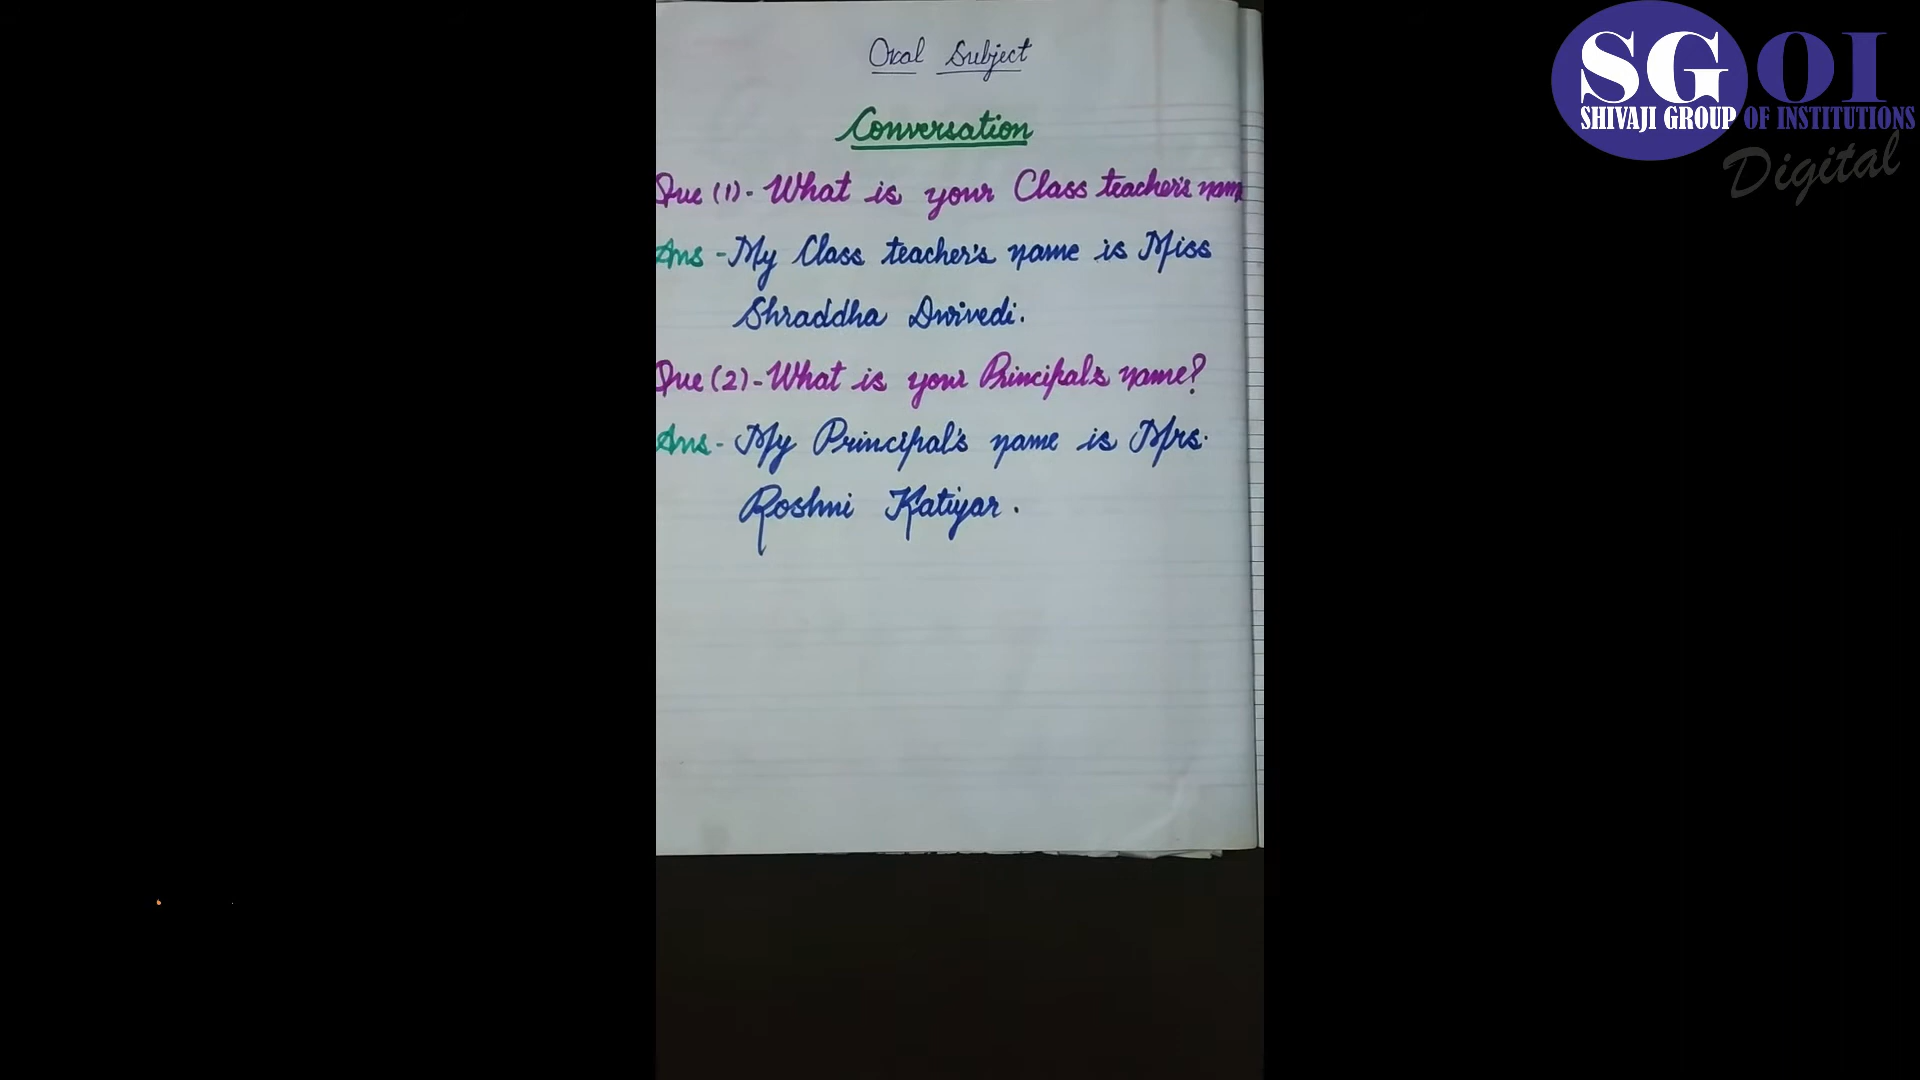 Oral Subject
Conversation
Que (1)- What is your Class teacher's name
Ans - My Class teacher's name is Miss
Shraddha Dwivedi.
Que (2)- What is your Principal's name?
Ans- My Principal's name is Mrs.
Roshni Katiyar.
SGOI
SHIVAJI GROUP OF INSTITUTIONS
Digital